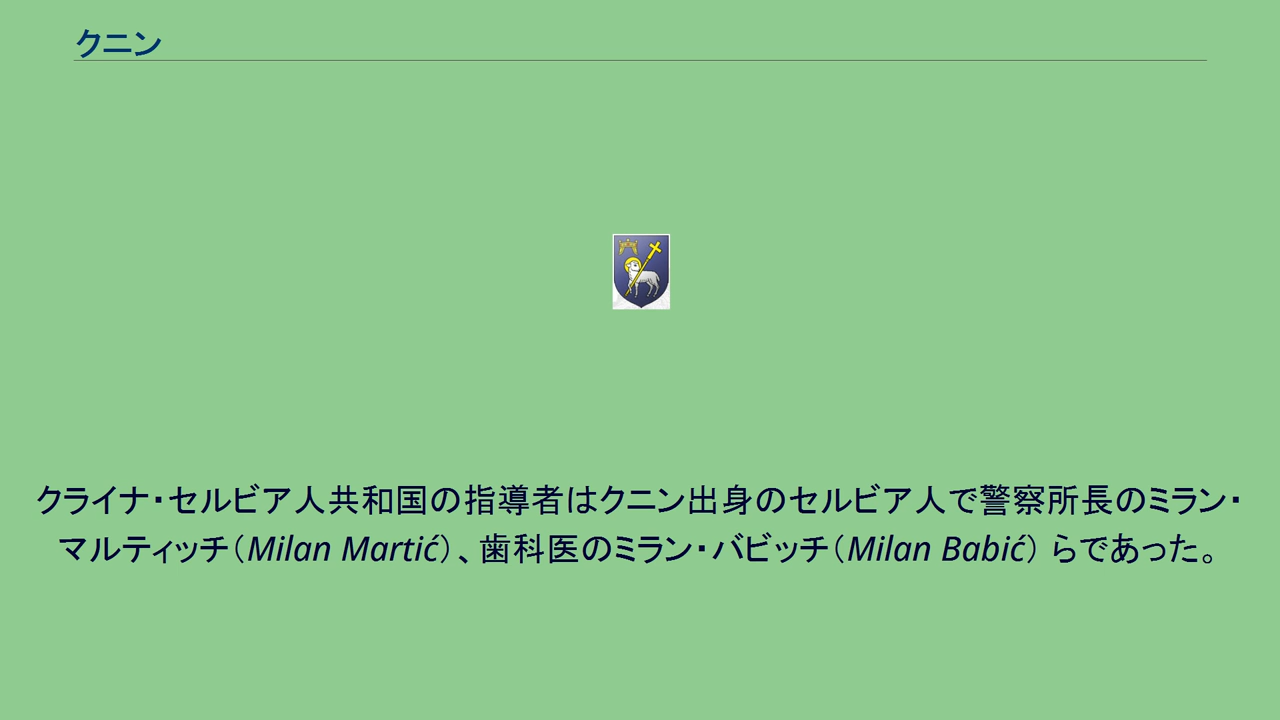 クニン
クライナ・セルビア人共和国の指導者はクニン出身のセルビア人で警察所長のミラン・
マルティッチ（Milan Martić）、歯科医のミラン・バビッチ（Milan Babić）らであった。